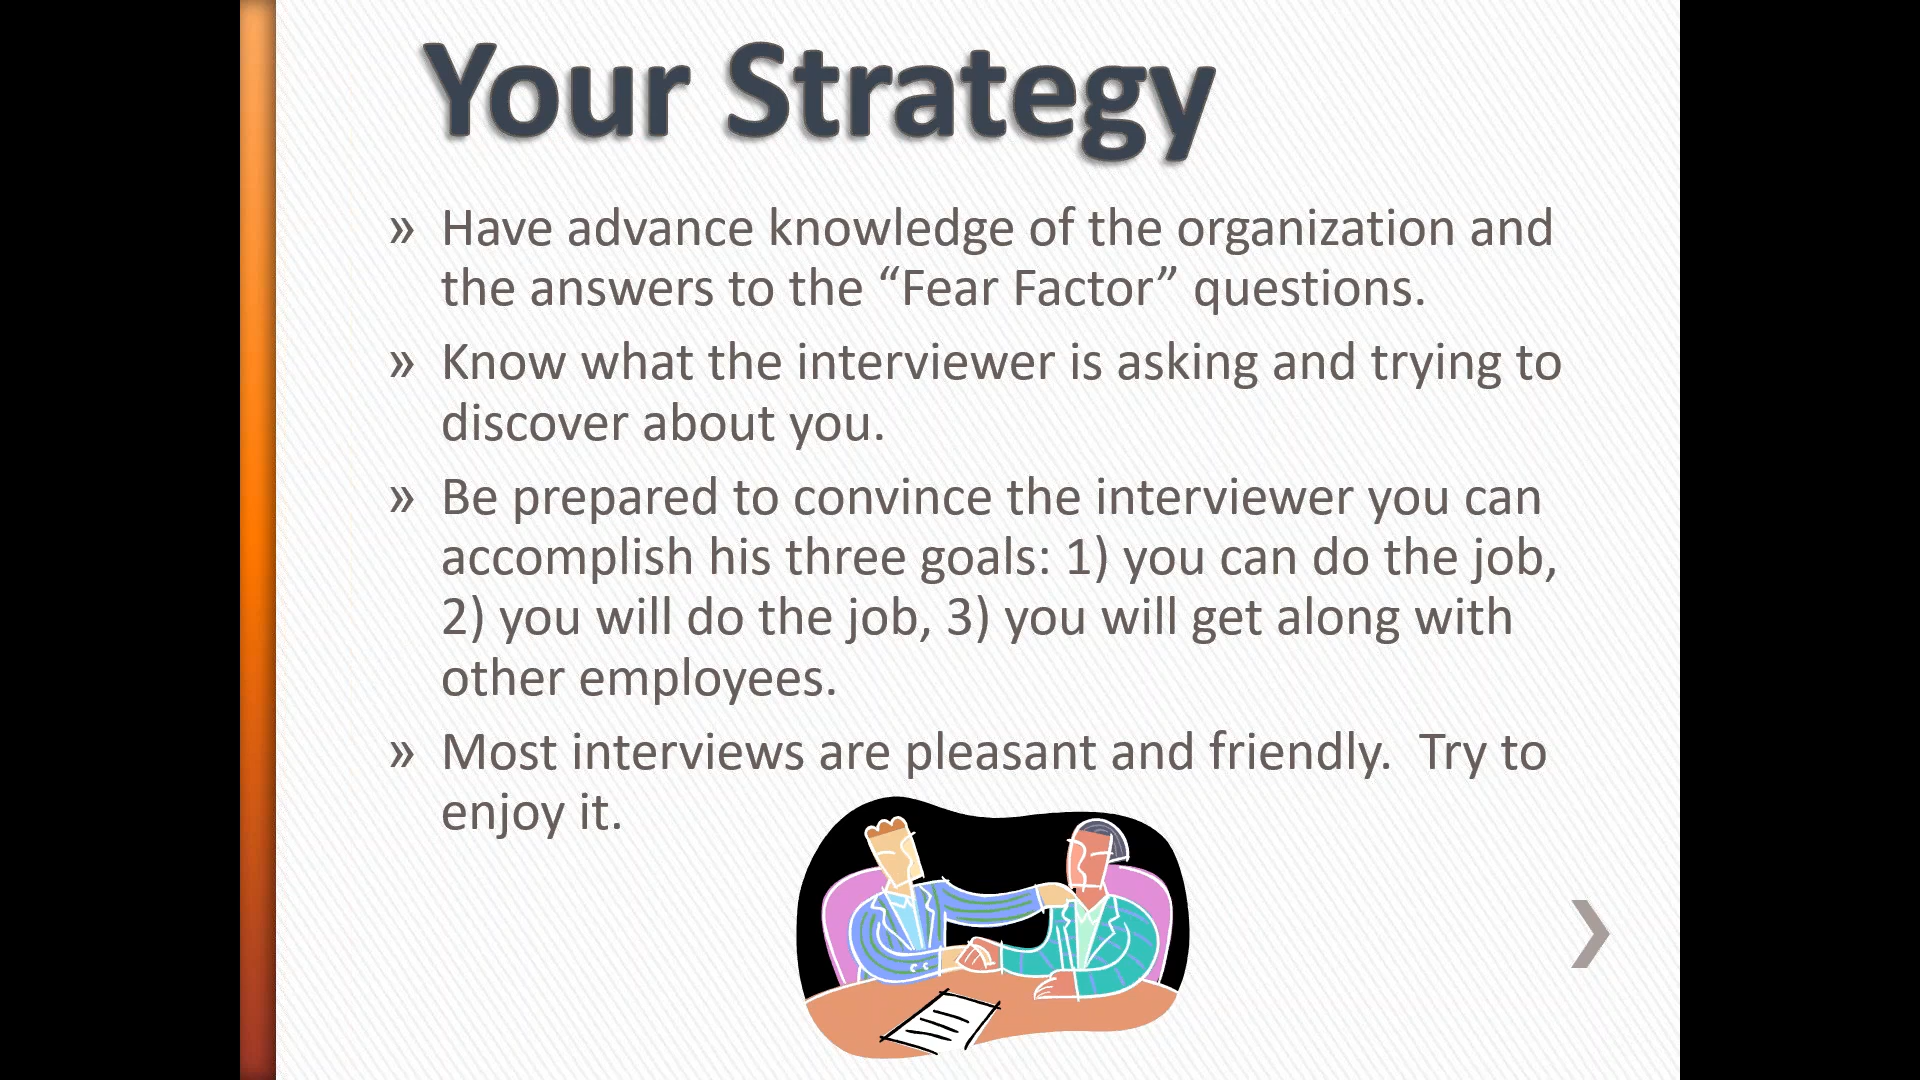 Your Strategy
» Have advance knowledge of the organization and
the answers to the “Fear Factor” questions.
» Know what the interviewer is asking and trying to
discover about you.
» Be prepared to convince the interviewer you can
accomplish his three goals: 1) you can do the job,
2) you will do the job, 3) you will get along with
other employees.
» Most interviews are pleasant and friendly.  Try to
enjoy it.